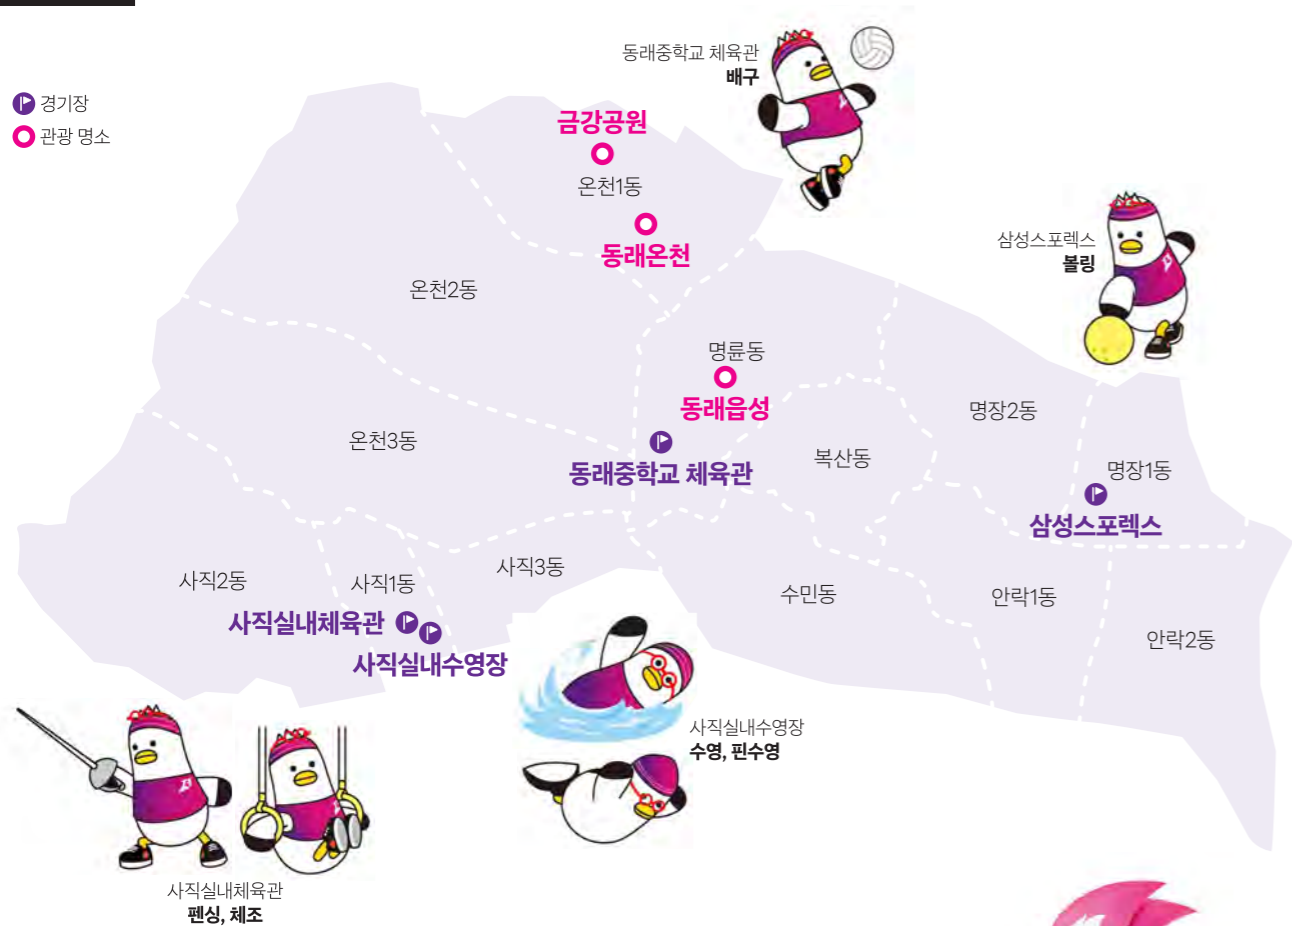 동래중학교 체육관
배구
경기장
관광 명소
금강공원
온천1동
동래온천
삼성스포렉스
볼링
온천2동
명륜동
동래읍성
명장2동
온천3동
복산동
명장1동
동래중학교 체육관
삼성스포렉스
사직2동
사직1동
사직3동
수민동
안락1동
안락2동
사직실내체육관
사직실내수영장
사직실내수영장
수영, 핀수영
사직실내체육관
펜싱, 체조